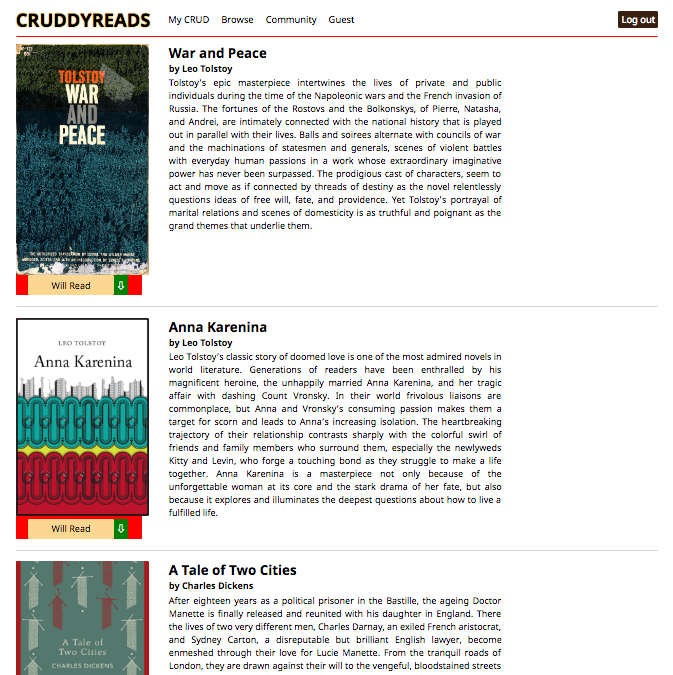 CRUDDYREADS
My CRUD Browse Community Guest
Log out
TOLSTOY
WAR
AND
PEACE
Will Read
War and Peace
by Leo Tolstoy
Tolstoy's epic masterpiece intertwines the lives of private and public
individuals during the time of the Napoleonic wars and the French invasion of
Russia. The fortunes of the Rostovs and the Bolkonskys, of Pierre, Natasha,
and Andrei, are intimately connected with the national history that is played
out in parallel with their lives. Balls and soirees alternate with councils of war
and the machinations of statesmen and generals, scenes of violent battles
with everyday human passions in a work whose extraordinary imaginative
power has never been surpassed. The prodigious cast of characters, seem to
act and move as if connected by threads of destiny as the novel relentlessly
questions ideas of free will, fate, and providence. Yet Tolstoy's portrayal of
marital relations and scenes of domesticity is as truthful and poignant as the
grand themes that underlie them.
LEO TOLSTOY
Anna Karenina
Will Read
Anna Karenina
by Leo Tolstoy
Leo Tolstoy's classic story of doomed love is one of the most admired novels in
world literature. Generations of readers have been enthralled by his
magnificent heroine, the unhappily married Anna Karenina, and her tragic
affair with dashing Count Vronsky. In their world frivolous liaisons are
commonplace, but Anna and Vronsky's consuming passion makes them a
target for scorn and leads to Anna's increasing isolation. The heartbreaking
trajectory of their relationship contrasts sharply with the colorful swirl of
friends and family members who surround them, especially the newlyweds
Kitty and Levin, who forge a touching bond as they struggle to make a life
together. Anna Karenina is a masterpiece not only because of the
unforgettable woman at its core and the stark drama of her fate, but also
because it explores and illuminates the deepest questions about how to live a
fulfilled life.
A Tale of
Two Cities
CHARLES DICKENS
A Tale of Two Cities
by Charles Dickens
After eighteen years as a political prisoner in the Bastille, the ageing Doctor
Manette is finally released and reunited with his daughter in England. There
the lives of two very different men, Charles Darnay, an exiled French aristocrat,
and Sydney Carton, a disreputable but brilliant English lawyer, become
enmeshed through their love for Lucie Manette. From the tranquil roads of
London, they are drawn against their will to the vengeful, bloodstained streets